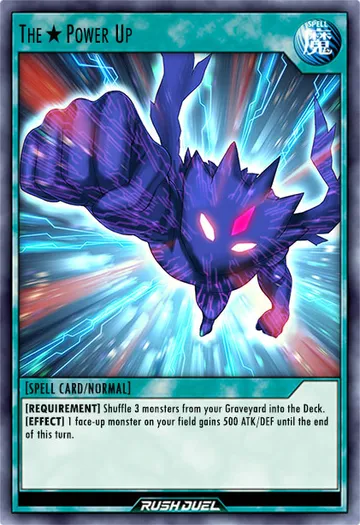 The ★ Power Up
SPELL
魔
[SPELL CARD/NORMAL]
[REQUIREMENT] Shuffle 3 monsters from your Graveyard into the Deck.
[EFFECT] 1 face-up monster on your field gains 500 ATK/DEF until the end
of this turn.
RUSH DUEL